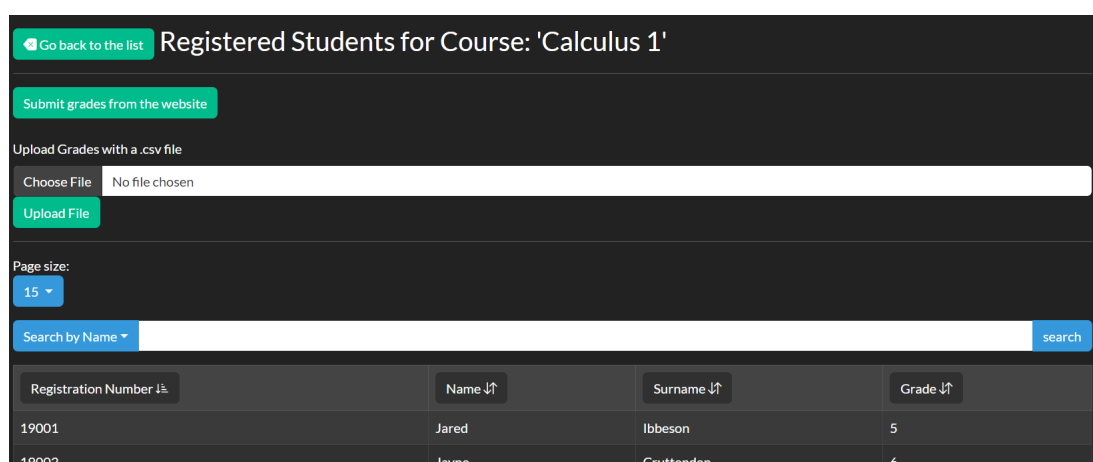 Go back to the list Registered Students for Course: 'Calculus 1'
Submit grades from the website
Upload Grades with a .csv file
Choose File No file chosen
Upload File
Page size:
15
Search by Name search
Registration Number Name Surname Grade
19001 Jared Ibbeson 5